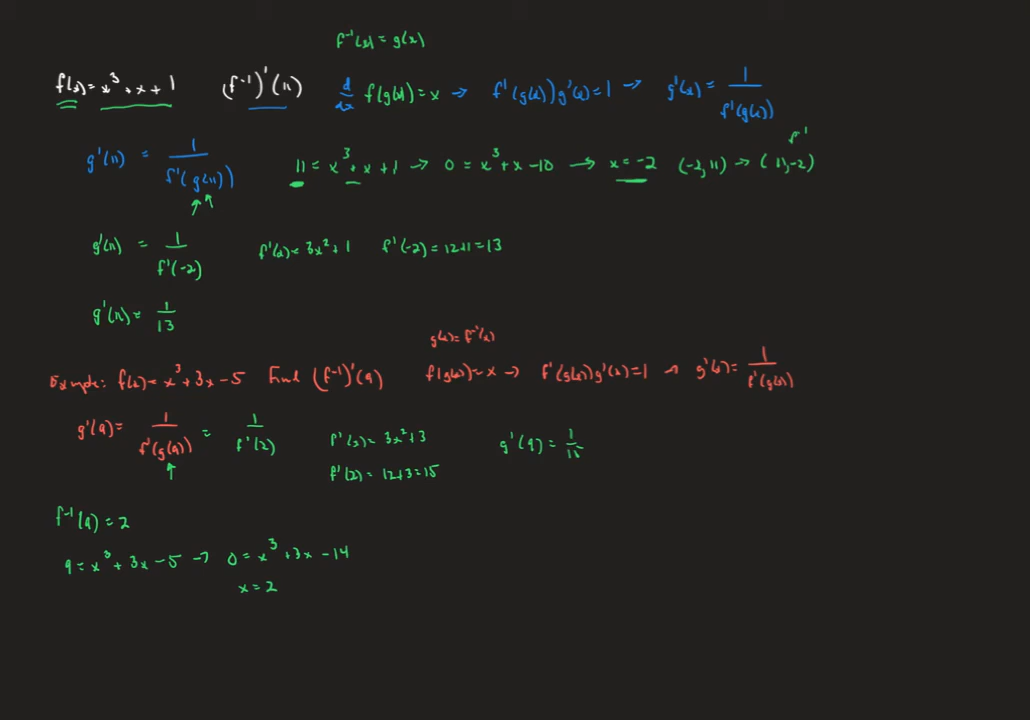 f⁻¹(x) = g(x)
f(x) = x³ + x + 1 (f⁻¹)'(11) d/dx f(g(x)) = x → f'(g(x)) g'(x) = 1 → g'(x) = 1/f'(g(x))
f⁻¹
g'(11) = 1/f'(g(11)) 11 = x³ + x + 1 → 0 = x³ + x - 10 → x = -2 (-2, 11) → (11, -2)
g'(11) = 1/f'(-2) f'(x) = 3x² + 1 f'(-2) = 12+1 = 13
g'(11) = 1/13
g(x) = f⁻¹(x)
Example: f(x) = x³ + 3x - 5 Find (f⁻¹)'(9) f(g(x)) = x → f'(g(x)) g'(x) = 1 → g'(x) = 1/f'(g(x))
g'(9) = 1/f'(g(9)) = 1/f'(2) f'(x) = 3x² + 3 g'(9) = 1/15
f'(2) = 12+3 = 15
f⁻¹(9) = 2
9 = x³ + 3x - 5 → 0 = x³ + 3x - 14
x = 2